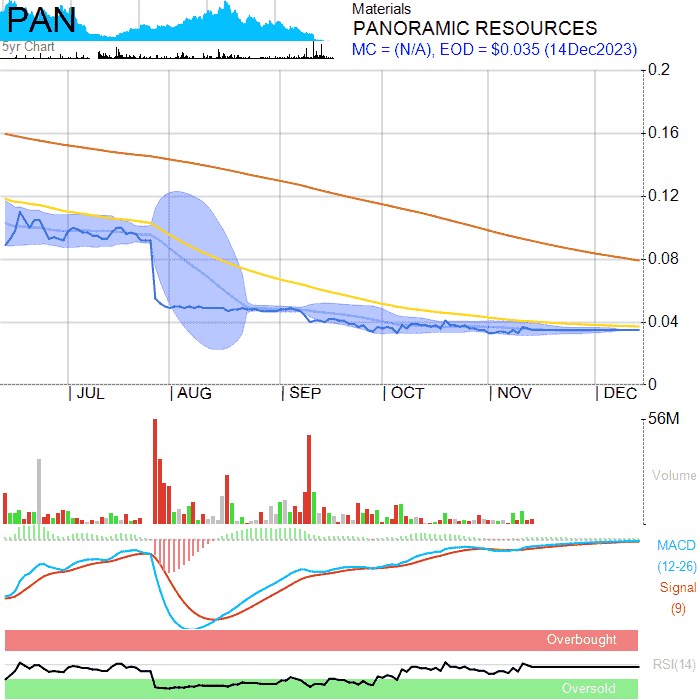 PAN
5yr Chart
Materials
PANORAMIC RESOURCES
MC = (N/A), EOD = $0.035 (14Dec2023)
0.2
0.16
0.12
0.08
0.04
0
JUL
AUG
SEP
OCT
NOV
DEC
56M
Volume
MACD
(12-26)
Signal
(9)
Overbought
RSI(14)
Oversold